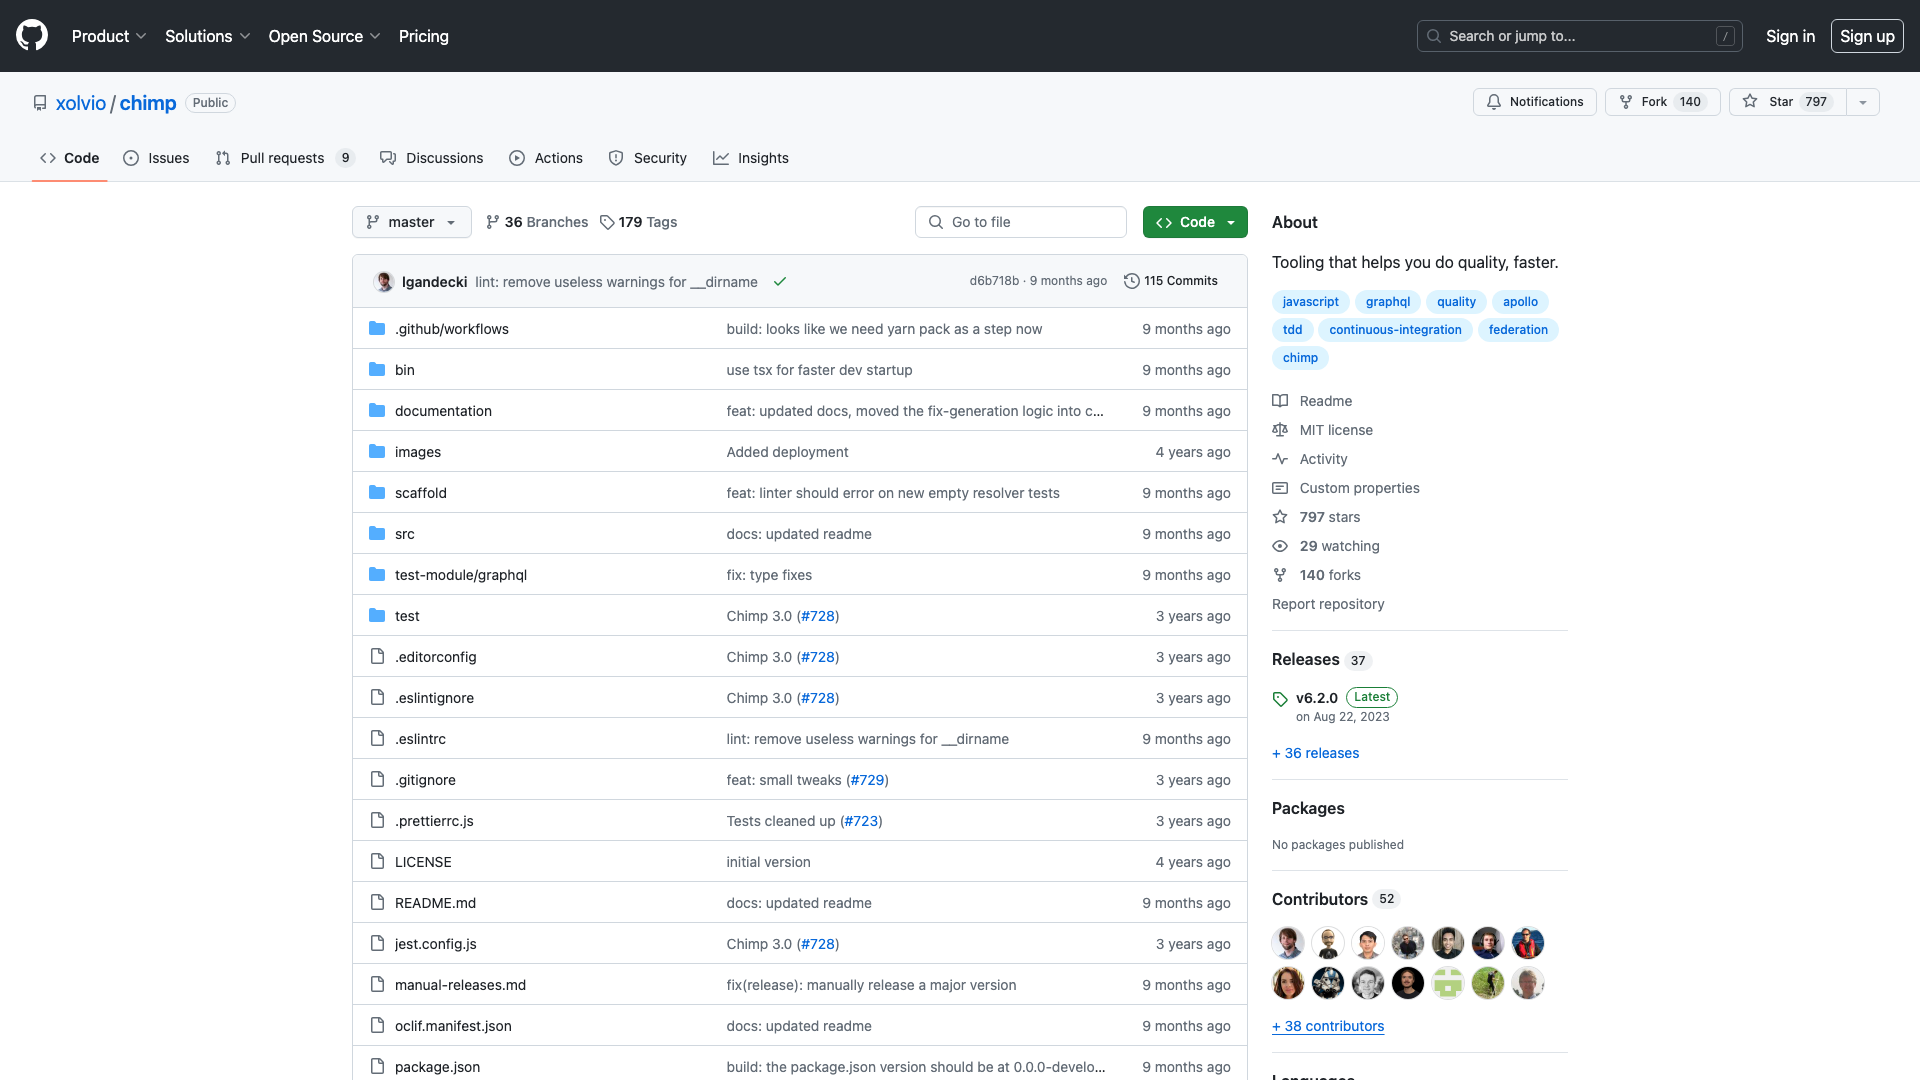 Product Solutions Open Source Pricing Search or jump to... / Sign in Sign up
xolvio / chimp Public Notifications Fork 140 Star 797
Code Issues Pull requests 9 Discussions Actions Security Insights
master 36 Branches 179 Tags Go to file Code
lgandecki lint: remove useless warnings for __dirname d6b718b · 9 months ago 115 Commits
.github/workflows build: looks like we need yarn pack as a step now 9 months ago
bin use tsx for faster dev startup 9 months ago
documentation feat: updated docs, moved the fix-generation logic into c... 9 months ago
images Added deployment 4 years ago
scaffold feat: linter should error on new empty resolver tests 9 months ago
src docs: updated readme 9 months ago
test-module/graphql fix: type fixes 9 months ago
test Chimp 3.0 (#728) 3 years ago
.editorconfig Chimp 3.0 (#728) 3 years ago
.eslintignore Chimp 3.0 (#728) 3 years ago
.eslintrc lint: remove useless warnings for __dirname 9 months ago
.gitignore feat: small tweaks (#729) 3 years ago
.prettierrc.js Tests cleaned up (#723) 3 years ago
LICENSE initial version 4 years ago
README.md docs: updated readme 9 months ago
jest.config.js Chimp 3.0 (#728) 3 years ago
manual-releases.md fix(release): manually release a major version 9 months ago
oclif.manifest.json docs: updated readme 9 months ago
package.json build: the package.json version should be at 0.0.0-develo... 9 months ago
About
Tooling that helps you do quality, faster.
javascript graphql quality apollo
tdd continuous-integration federation
chimp
Readme
MIT license
Activity
Custom properties
797 stars
29 watching
140 forks
Report repository
Releases 37
v6.2.0 Latest
on Aug 22, 2023
+ 36 releases
Packages
No packages published
Contributors 52
+ 38 contributors
Languages